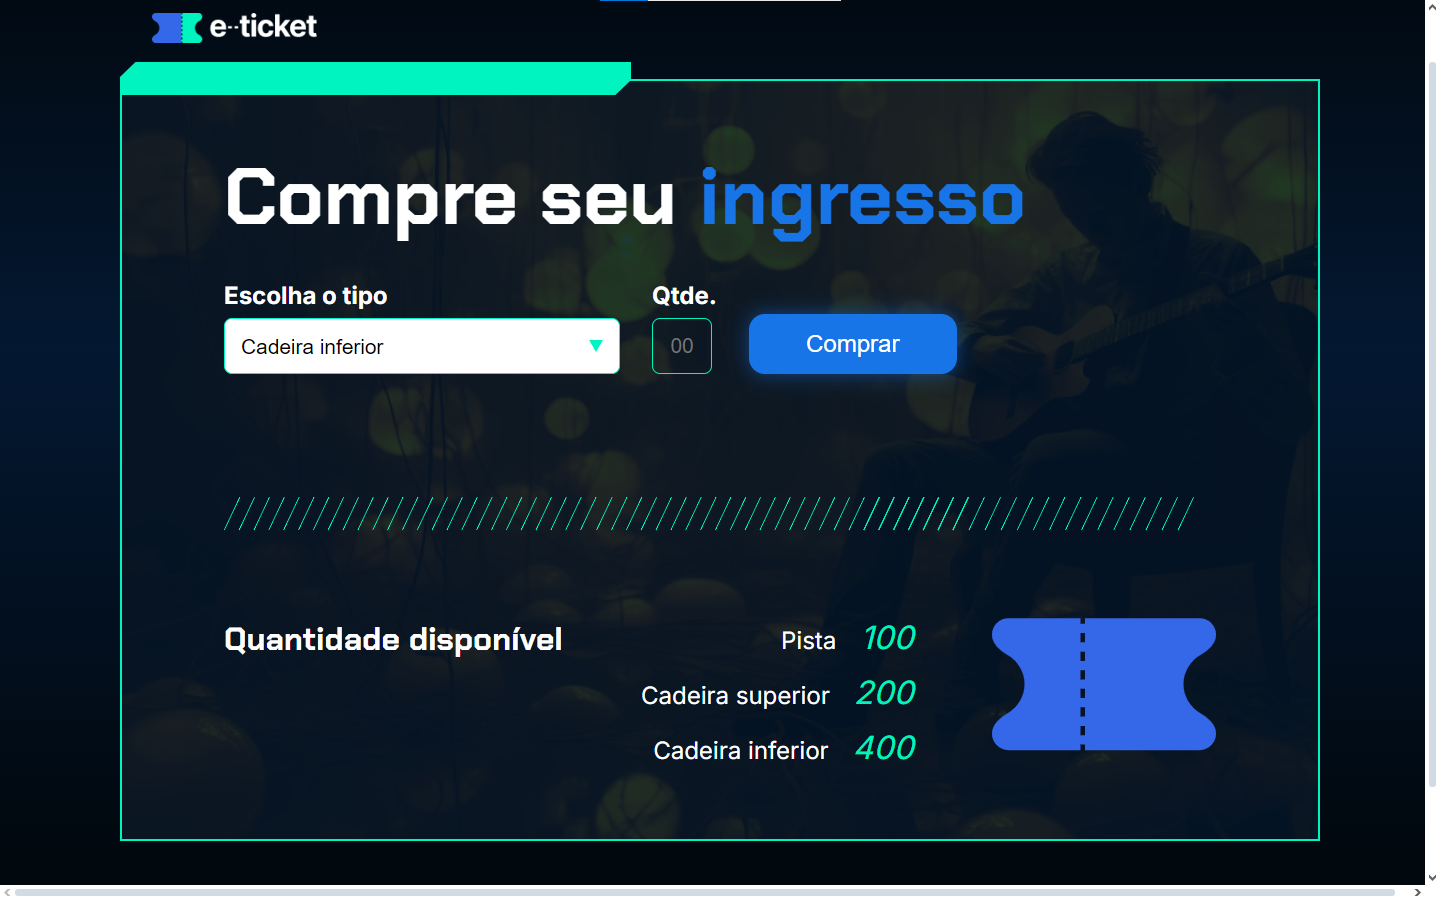 e--ticket
Compre seu ingresso
Escolha o tipo
Qtde.
Cadeira inferior
00
Comprar
Quantidade disponível
Pista 100
Cadeira superior 200
Cadeira inferior 400